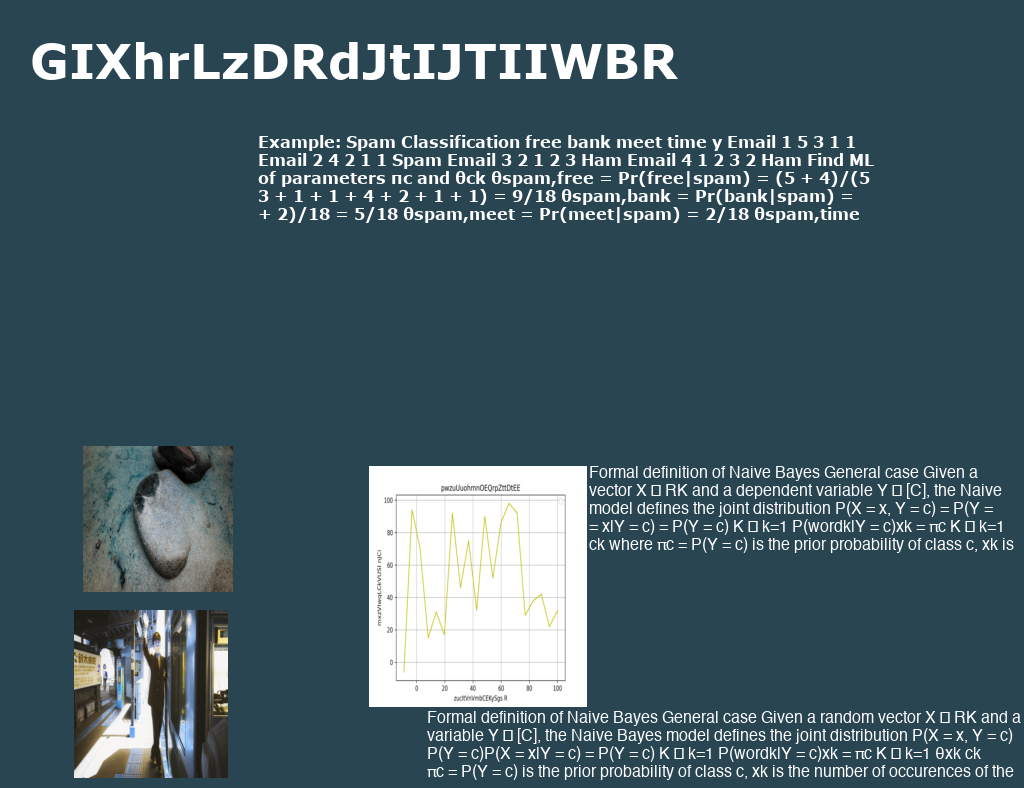 GIXhrLzDRdJtIJTIIWBR
Example: Spam Classification free bank meet time y Email 1 5 3 1 1
Email 2 4 2 1 1 Spam Email 3 2 1 2 3 Ham Email 4 1 2 3 2 Ham Find ML
of parameters πc and θck θspam,free = Pr(free|spam) = (5 + 4)/(5
3 + 1 + 1 + 4 + 2 + 1 + 1) = 9/18 θspam,bank = Pr(bank|spam) =
+ 2)/18 = 5/18 θspam,meet = Pr(meet|spam) = 2/18 θspam,time
Formal definition of Naive Bayes General case Given a
vector X □ RK and a dependent variable Y □ [C], the Naive
model defines the joint distribution P(X = x, Y = c) = P(Y =
= x|Y = c) = P(Y = c) K □ k=1 P(wordk|Y = c)xk = πc K □ k=1
ck where πc = P(Y = c) is the prior probability of class c, xk is
pwzuUuohmnOEQrpZttDtEE
100
80
60
40
20
0
0 20 40 60 80 100
Formal definition of Naive Bayes General case Given a random vector X □ RK and a
variable Y □ [C], the Naive Bayes model defines the joint distribution P(X = x, Y = c)
P(Y = c)P(X = x|Y = c) = P(Y = c) K □ k=1 P(wordk|Y = c)xk = πc K □ k=1 θxk ck
πc = P(Y = c) is the prior probability of class c, xk is the number of occurences of the